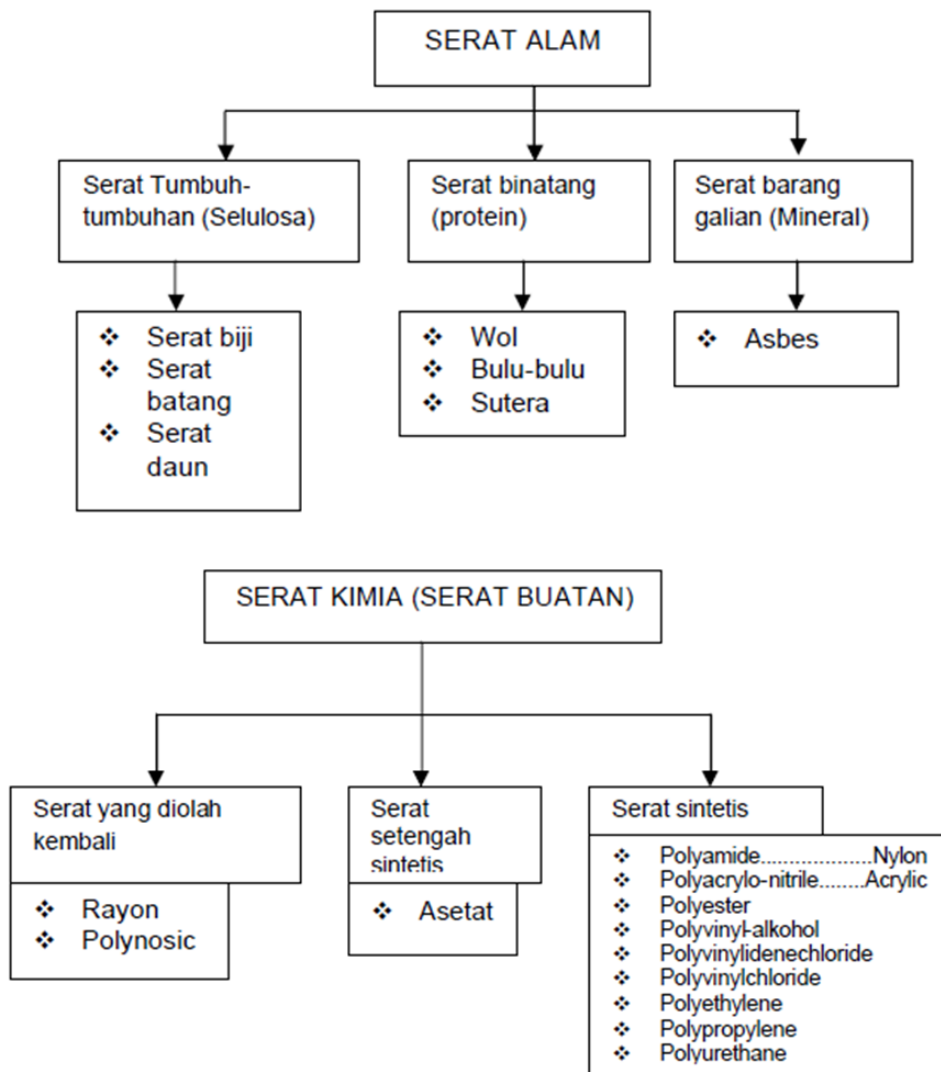 SERAT ALAM
Serat Tumbuh-
tumbuhan (Selulosa)
Serat binatang
(protein)
Serat barang
galian (Mineral)
❖ Serat biji
❖ Serat
batang
❖ Serat
daun
❖ Wol
❖ Bulu-bulu
❖ Sutera
❖ Asbes
SERAT KIMIA (SERAT BUATAN)
Serat yang diolah
kembali
❖ Rayon
❖ Polynosic
Serat
setengah
sintetis
❖ Asetat
Serat sintetis
❖ Polyamide...................Nylon
❖ Polyacrylo-nitrile........Acrylic
❖ Polyester
❖ Polyvinyl-alkohol
❖ Polyvinylidenechloride
❖ Polyvinylchloride
❖ Polyethylene
❖ Polypropylene
❖ Polyurethane